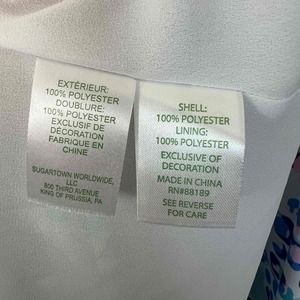 EXTÉRIEUR:
100% POLYESTER
DOUBLURE:
100% POLYESTER
EXCLUSIF DE
DÉCORATION
FABRIQUE EN
CHINE
SUGARTOWN WORLDWIDE,
LLC
800 THIRD AVENUE
KING OF PRUSSIA, PA
SHELL:
100% POLYESTER
LINING:
100% POLYESTER
EXCLUSIVE OF
DECORATION
MADE IN CHINA
RN#88189
SEE REVERSE
FOR CARE